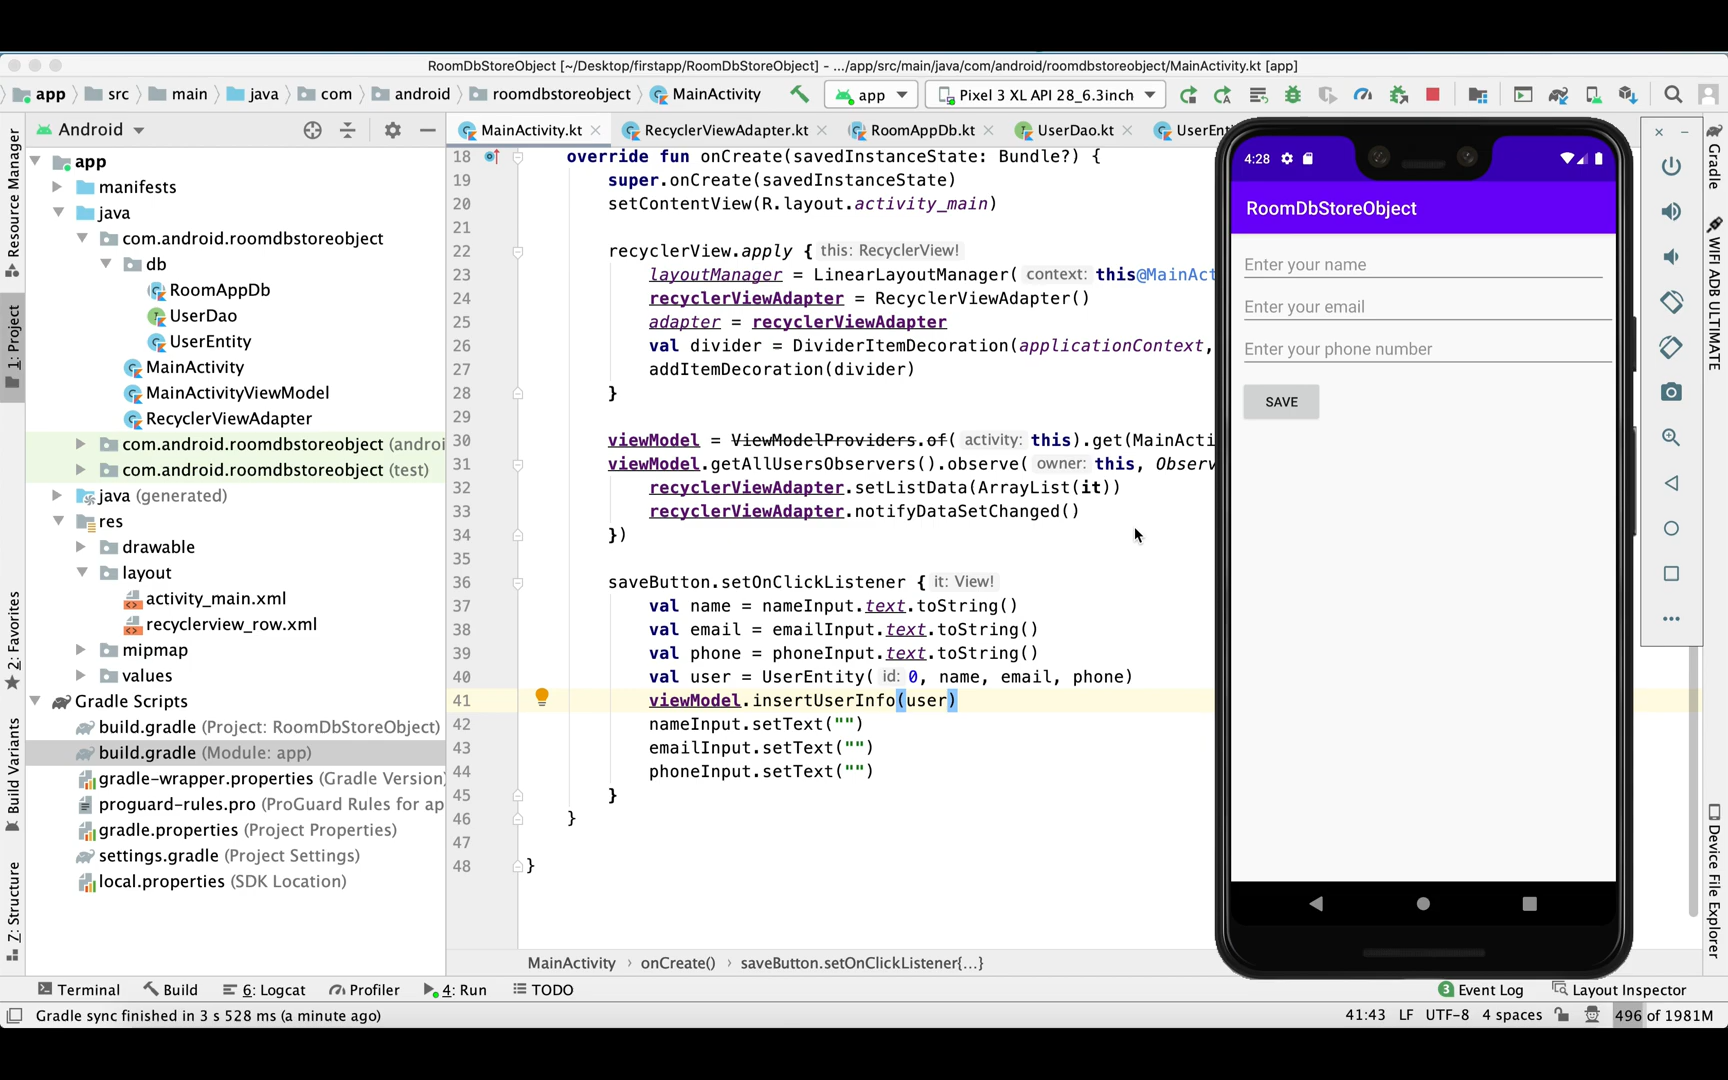 RoomDbStoreObject [~/Desktop/firstapp/RoomDbStoreObject] - .../app/src/main/java/com/android/roomdbstoreobject/MainActivity.kt [app]
app src main java com android roomdbstoreobject MainActivity app Pixel 3 XL API 28_6.3inch
Android
MainActivity.kt RecyclerViewAdapter.kt RoomAppDb.kt UserDao.kt UserEnt
Resource Manager
1: Project
2: Favorites
Build Variants
Z: Structure
app
manifests
java
com.android.roomdbstoreobject
db
RoomAppDb
UserDao
UserEntity
MainActivity
MainActivityViewModel
RecyclerViewAdapter
com.android.roomdbstoreobject (androi
com.android.roomdbstoreobject (test)
java (generated)
res
drawable
layout
activity_main.xml
recyclerview_row.xml
mipmap
values
Gradle Scripts
build.gradle (Project: RoomDbStoreObject)
build.gradle (Module: app)
gradle-wrapper.properties (Gradle Version)
proguard-rules.pro (ProGuard Rules for ap
gradle.properties (Project Properties)
settings.gradle (Project Settings)
local.properties (SDK Location)
18 override fun onCreate(savedInstanceState: Bundle?) {
19 super.onCreate(savedInstanceState)
20 setContentView(R.layout.activity_main)
21
22 recyclerView.apply { this: RecyclerView!
23 layoutManager = LinearLayoutManager( context: this@MainAct
24 recyclerViewAdapter = RecyclerViewAdapter()
25 adapter = recyclerViewAdapter
26 val divider = DividerItemDecoration(applicationContext,
27 addItemDecoration(divider)
28 }
29
30 viewModel = ViewModelProviders.of( activity: this).get(MainActi
31 viewModel.getAllUsersObservers().observe( owner: this, Observ
32 recyclerViewAdapter.setListData(ArrayList(it))
33 recyclerViewAdapter.notifyDataSetChanged()
34 })
35
36 saveButton.setOnClickListener { it: View!
37 val name = nameInput.text.toString()
38 val email = emailInput.text.toString()
39 val phone = phoneInput.text.toString()
40 val user = UserEntity( id: 0, name, email, phone)
41 viewModel.insertUserInfo(user)
42 nameInput.setText("")
43 emailInput.setText("")
44 phoneInput.setText("")
45 }
46 }
47
48 }
4:28
RoomDbStoreObject
Enter your name
Enter your email
Enter your phone number
SAVE
Gradle
WIFI ADB ULTIMATE
Device File Explorer
MainActivity › onCreate() › saveButton.setOnClickListener{...}
Terminal Build 6: Logcat Profiler 4: Run TODO 3 Event Log Layout Inspector
Gradle sync finished in 3 s 528 ms (a minute ago) 41:43 LF UTF-8 4 spaces 496 of 1981M